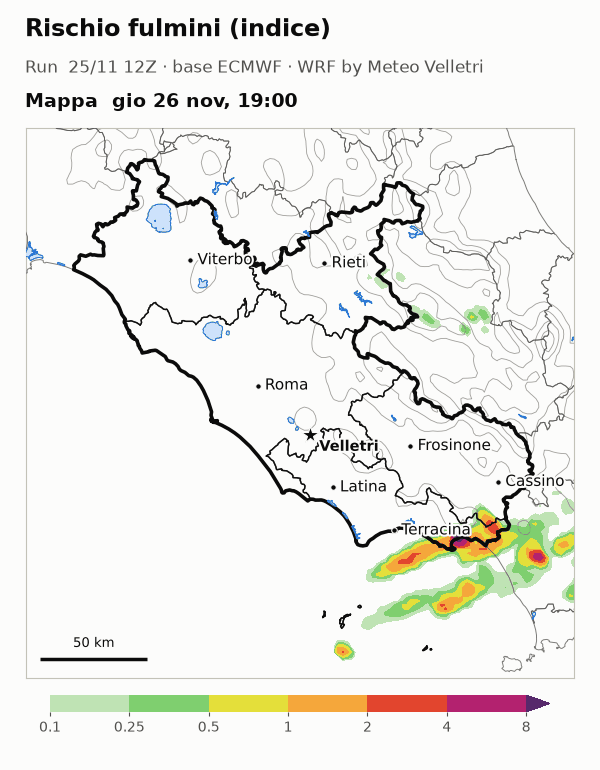 Rischio fulmini (indice)
Run  25/11 12Z · base ECMWF · WRF by Meteo Velletri
Mappa  gio 26 nov, 19:00
Viterbo
Rieti
Roma
Velletri
Frosinone
Cassino
Latina
Terracina
50 km
0.1 0.25 0.5 1 2 4 8